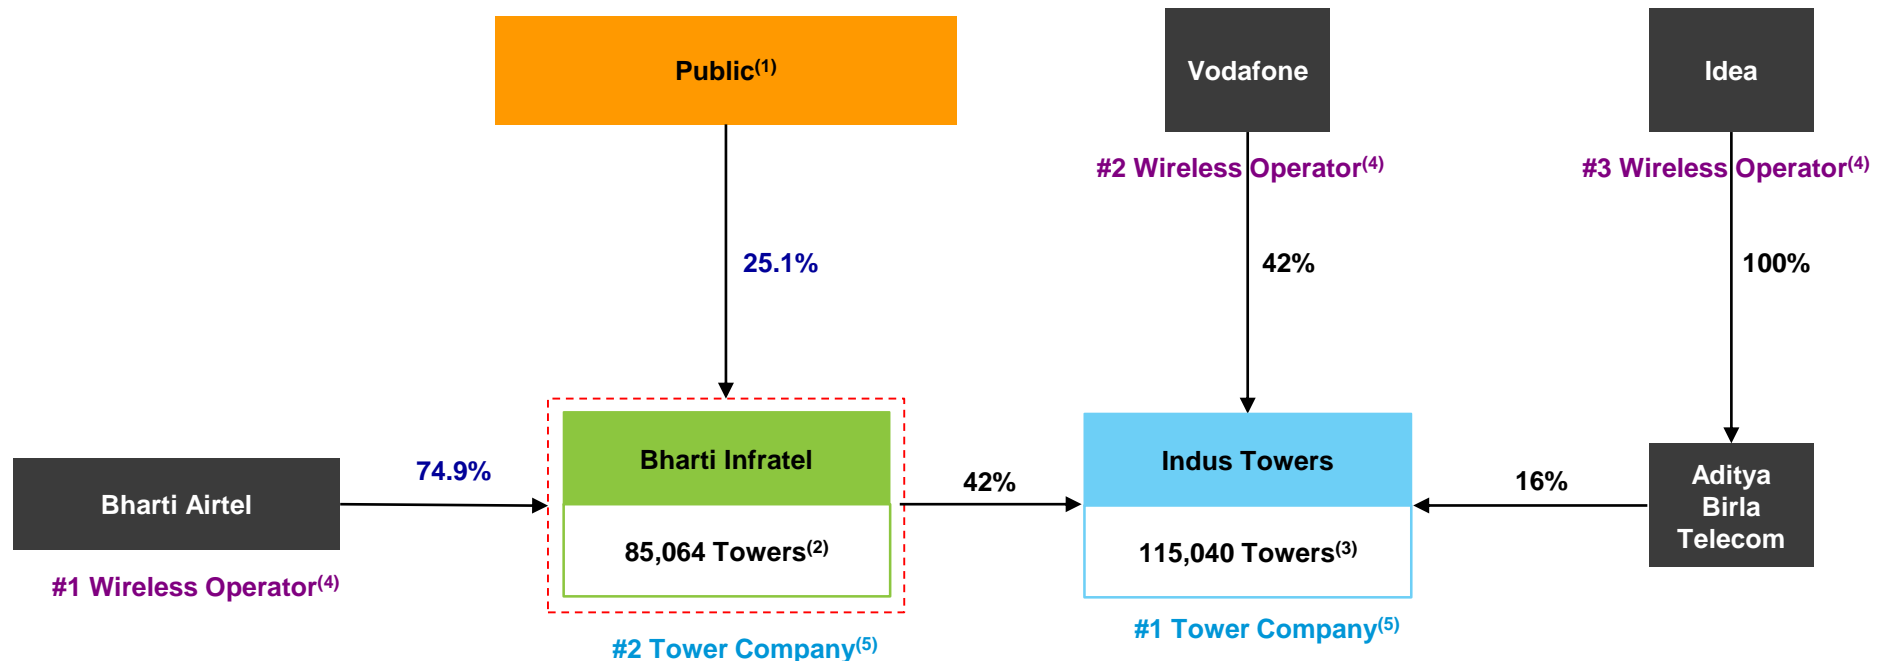 Public(1)
Vodafone
Idea
#2 Wireless Operator(4)
#3 Wireless Operator(4)
25.1%
42%
100%
Bharti Airtel
74.9%
#1 Wireless Operator(4)
Bharti Infratel
85,064 Towers(2)
#2 Tower Company(5)
42%
Indus Towers
115,040 Towers(3)
#1 Tower Company(5)
16%
Aditya
Birla
Telecom